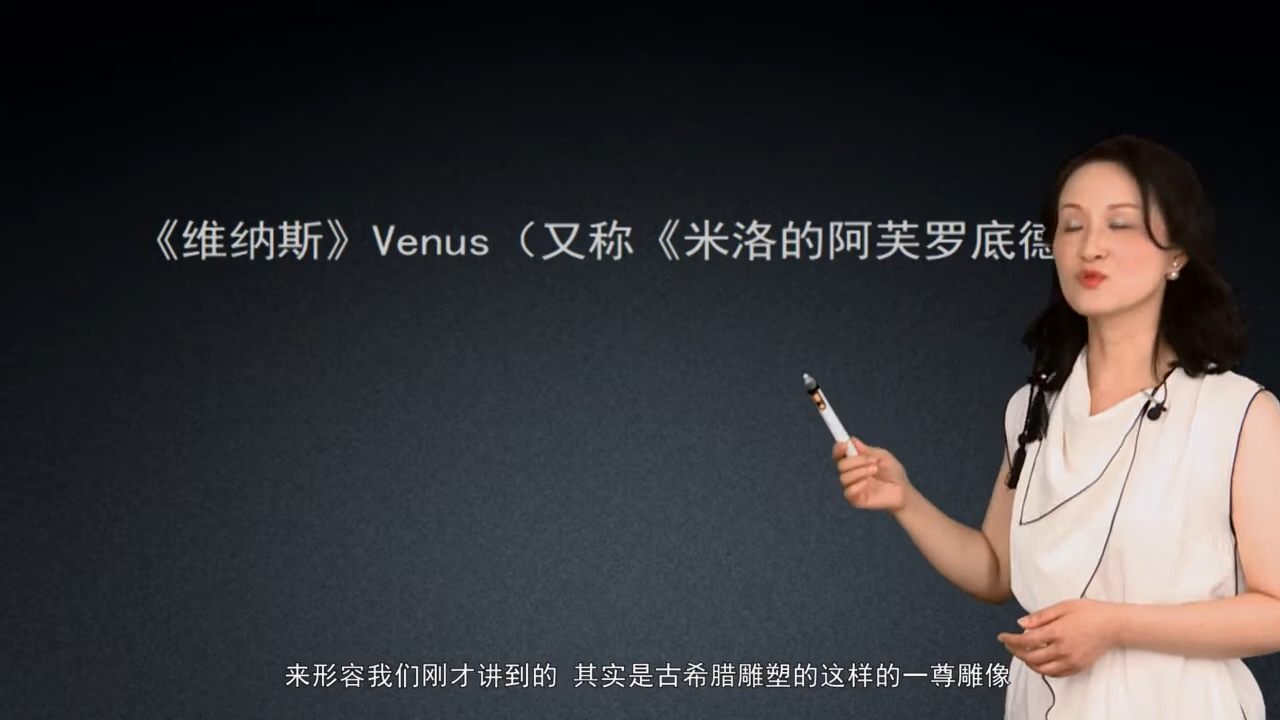 《维纳斯》Venus（又称《米洛的阿芙罗底德
来形容我们刚才讲到的 其实是古希腊雕塑的这样的一尊雕像